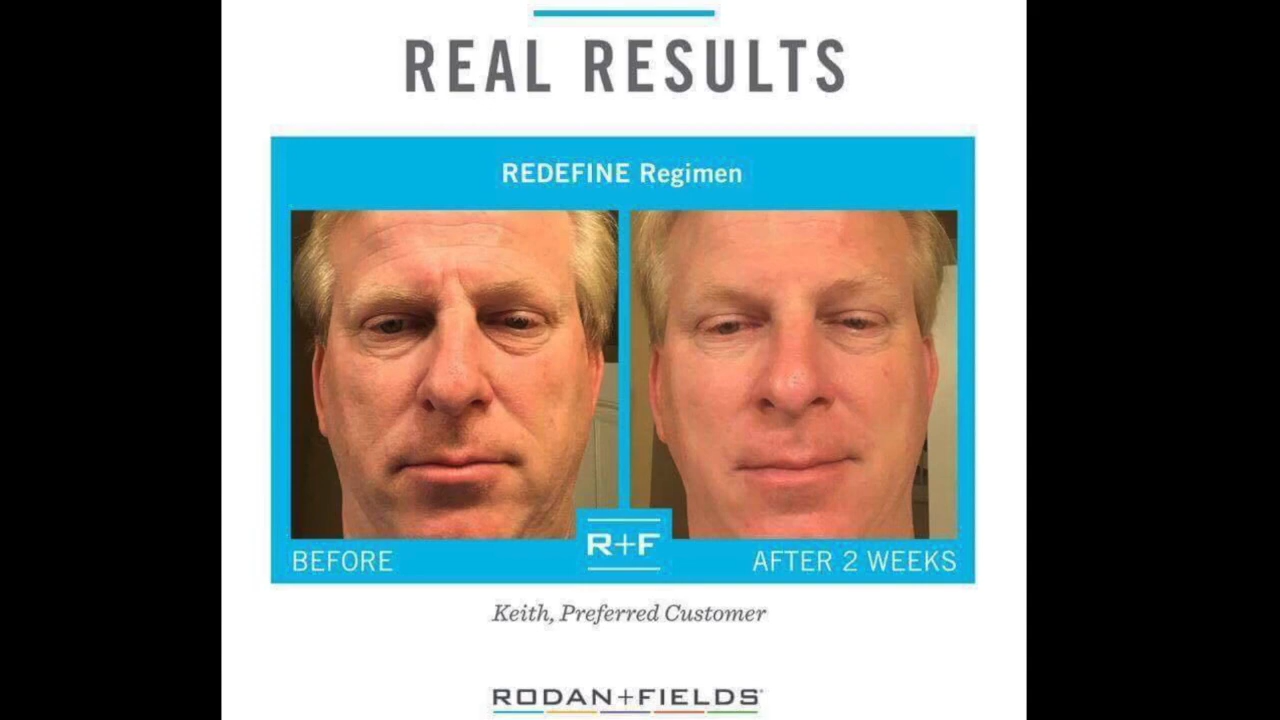 REAL RESULTS
REDEFINE Regimen
R+F
BEFORE
AFTER 2 WEEKS
Keith, Preferred Customer
RODAN+FIELDS